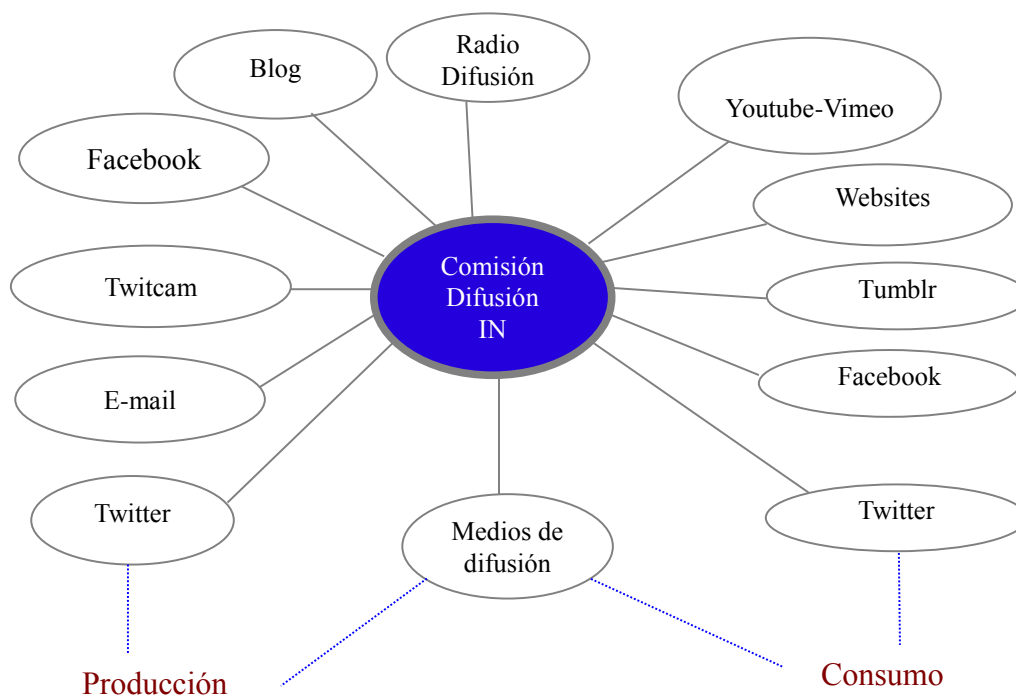 Radio
Difusión
Blog
Youtube-Vimeo
Facebook
Websites
Comisión
Difusión
IN
Twitcam
Tumblr
E-mail
Facebook
Twitter
Medios de
difusión
Twitter
Producción
Consumo